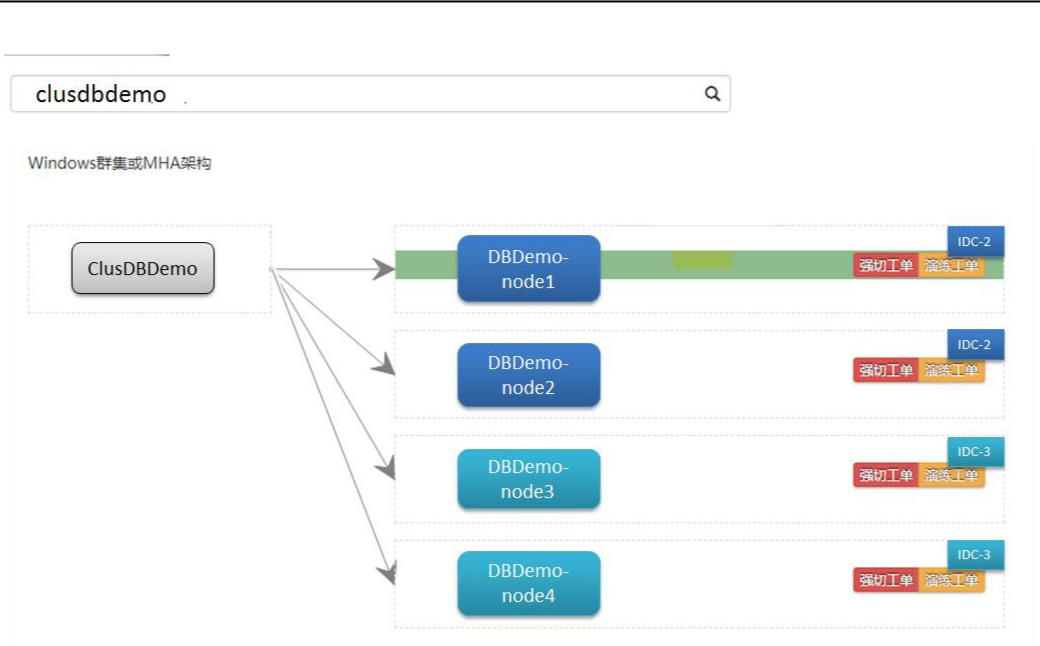 clusdbdemo
Windows群集或MHA架构
ClusDBDemo
DBDemo-
node1
IDC-2
强切工单 演练工单
DBDemo-
node2
IDC-2
强切工单 演练工单
DBDemo-
node3
IDC-3
强切工单 演练工单
DBDemo-
node4
IDC-3
强切工单 演练工单